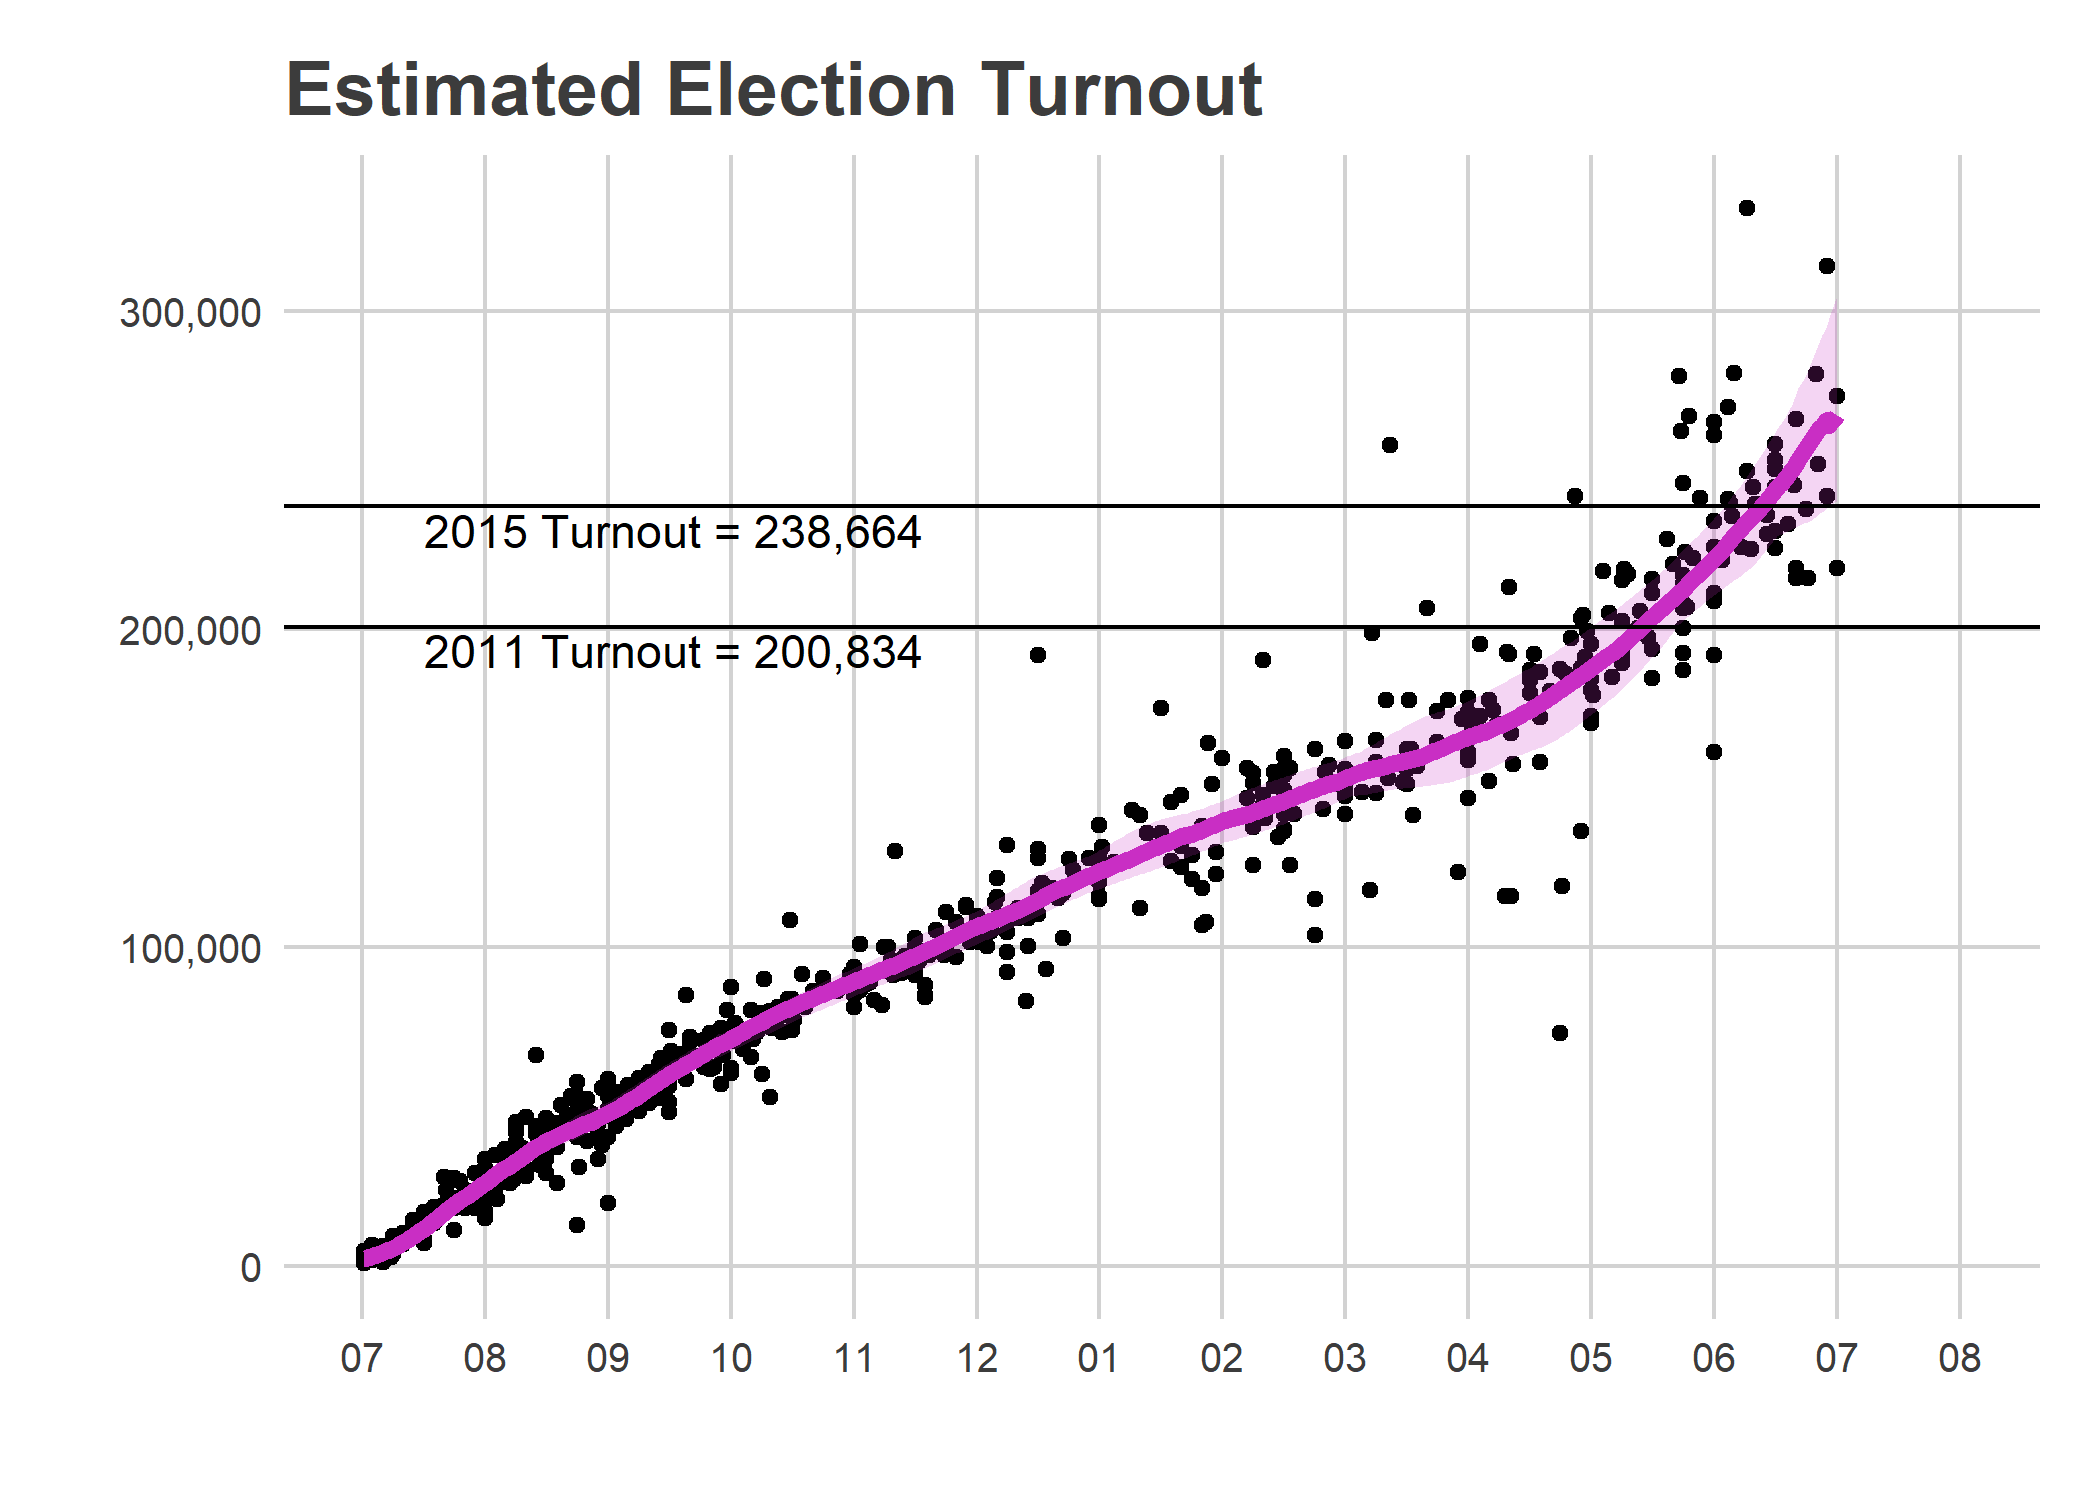 Estimated Election Turnout
300,000
2015 Turnout = 238,664
200,000
2011 Turnout = 200,834
100,000
0
07 08 09 10 11 12 01 02 03 04 05 06 07 08